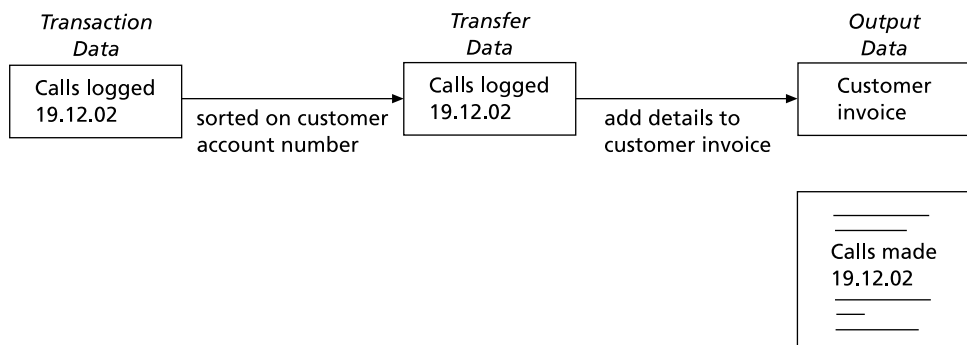 Transaction
Data
Transfer
Data
Output
Data
Calls logged
19.12.02
sorted on customer
account number
Calls logged
19.12.02
add details to
customer invoice
Customer
invoice
Calls made
19.12.02